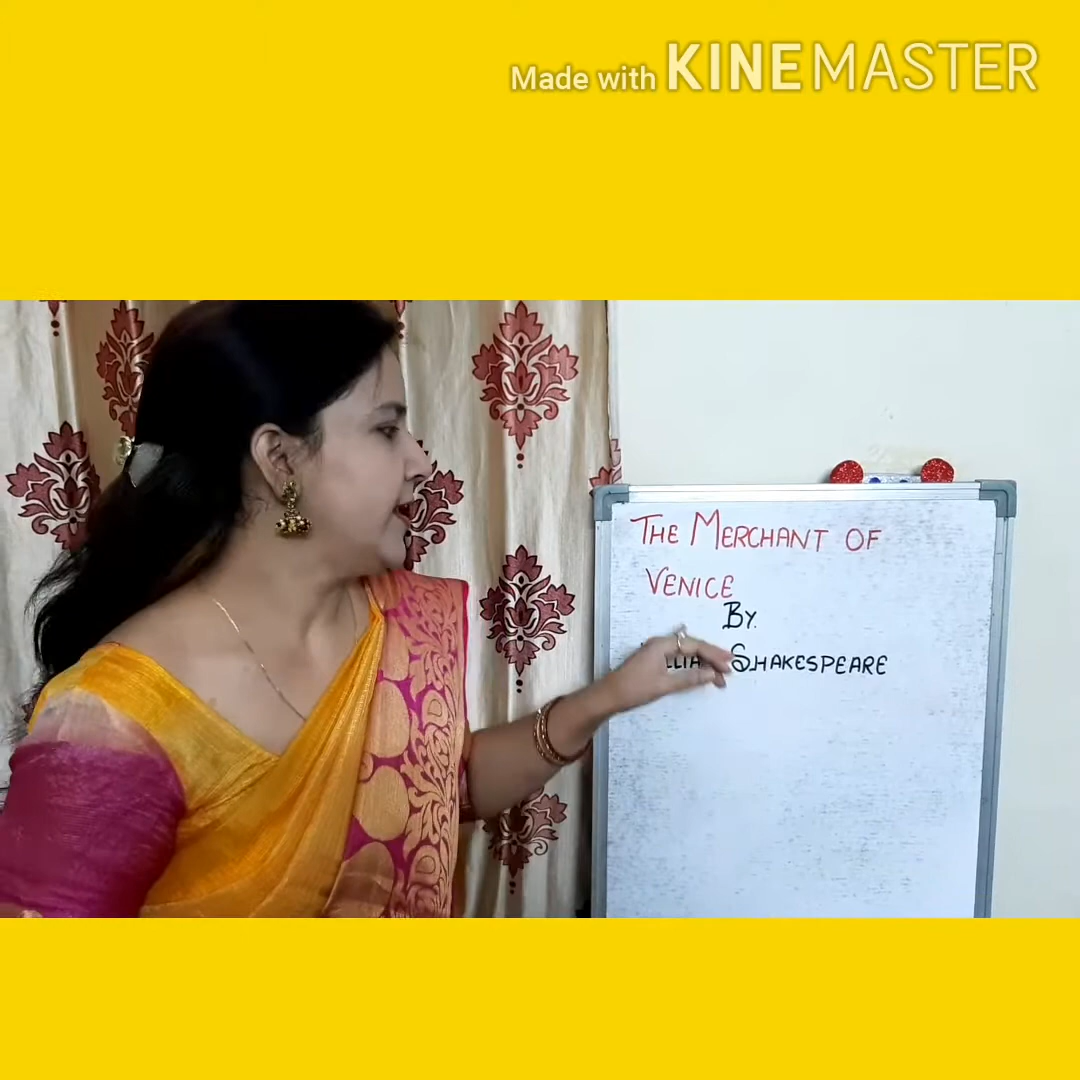 Made with KINEMASTER
THE MERCHANT OF
VENICE
BY.
SHAKESPEARE